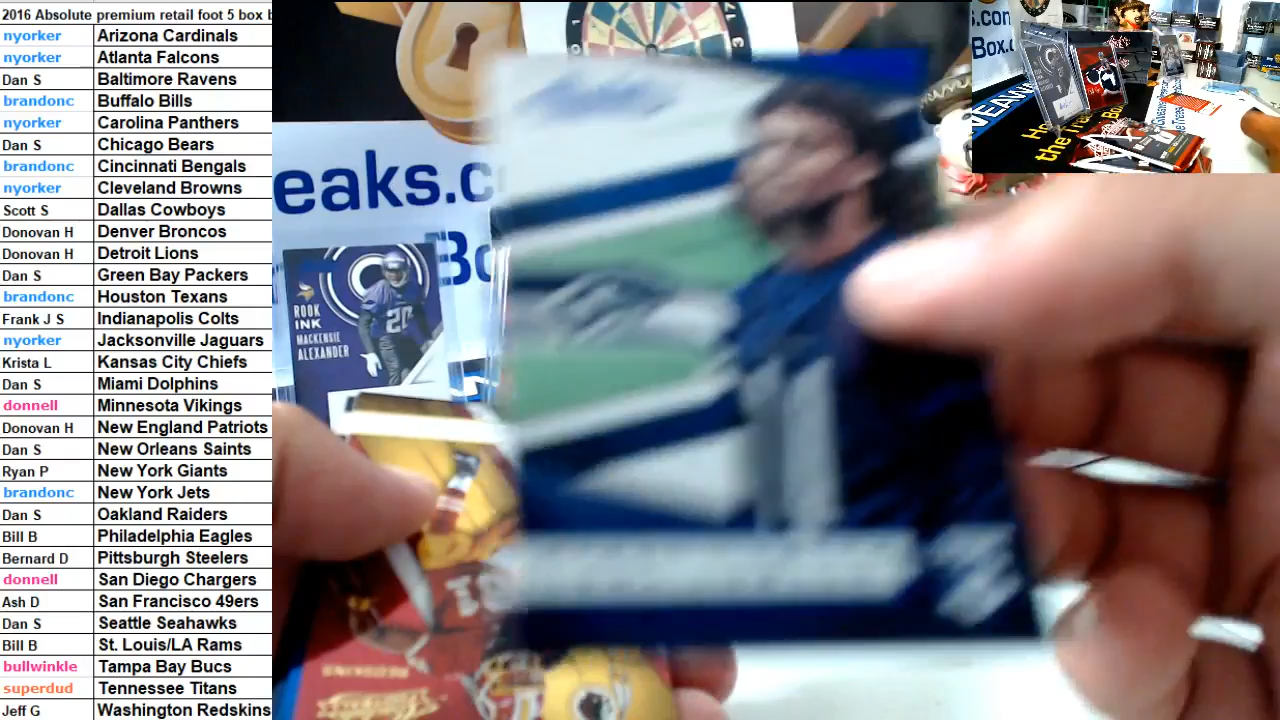 2016 Absolute premium retail foot 5 box b
nyorker Arizona Cardinals
nyorker Atlanta Falcons
Dan S Baltimore Ravens
brandonc Buffalo Bills
nyorker Carolina Panthers
Dan S Chicago Bears
brandonc Cincinnati Bengals
nyorker Cleveland Browns
Scott S Dallas Cowboys
Donovan H Denver Broncos
Donovan H Detroit Lions
Dan S Green Bay Packers
brandonc Houston Texans
Frank J S Indianapolis Colts
nyorker Jacksonville Jaguars
Krista L Kansas City Chiefs
Dan S Miami Dolphins
donnell Minnesota Vikings
Donovan H New England Patriots
Dan S New Orleans Saints
Ryan P New York Giants
brandonc New York Jets
Dan S Oakland Raiders
Bill B Philadelphia Eagles
Bernard D Pittsburgh Steelers
donnell San Diego Chargers
Ash D San Francisco 49ers
Dan S Seattle Seahawks
Bill B St. Louis/LA Rams
bullwinkle Tampa Bay Bucs
superdud Tennessee Titans
Jeff G Washington Redskins
eaks.c
Bo
ROOK
INK
MACKENSIE
ALEXANDER
20
11
s.com
Box.c
the Trea